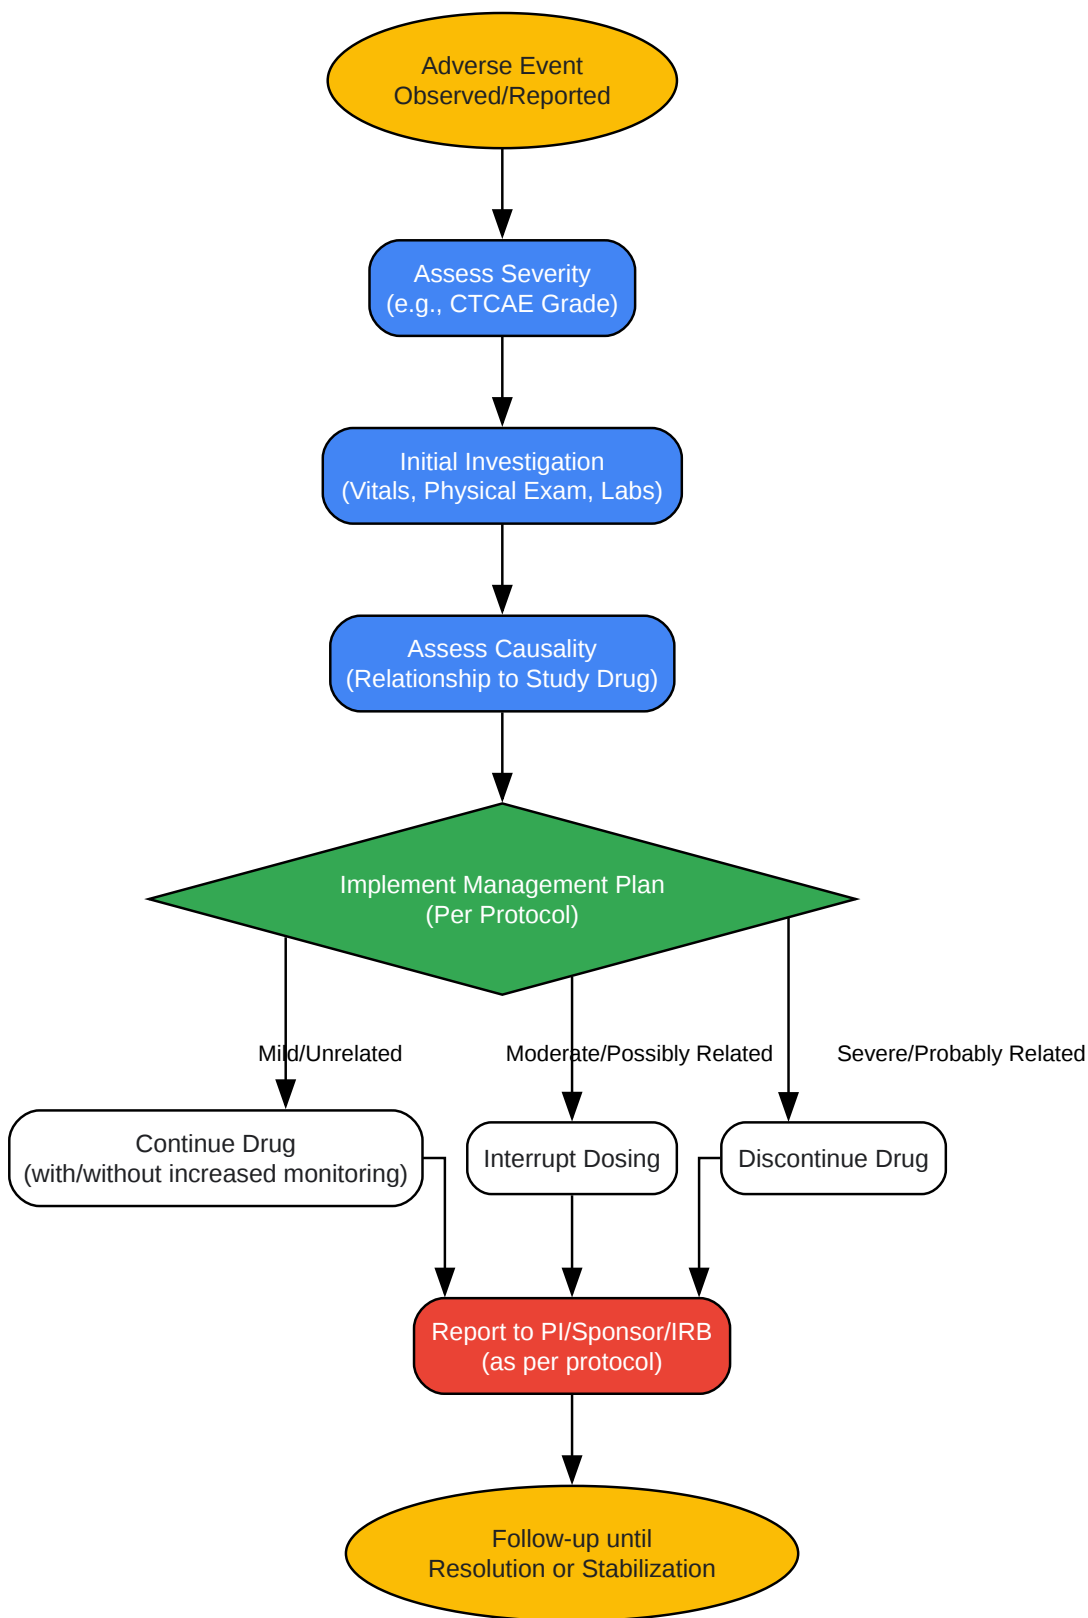 Adverse Event
Observed/Reported
Assess Severity
(e.g., CTCAE Grade)
Initial Investigation
(Vitals, Physical Exam, Labs)
Assess Causality
(Relationship to Study Drug)
Implement Management Plan
(Per Protocol)
Mild/Unrelated
Moderate/Possibly Related
Severe/Probably Related
Continue Drug
(with/without increased monitoring)
Interrupt Dosing
Discontinue Drug
Report to PI/Sponsor/IRB
(as per protocol)
Follow-up until
Resolution or Stabilization